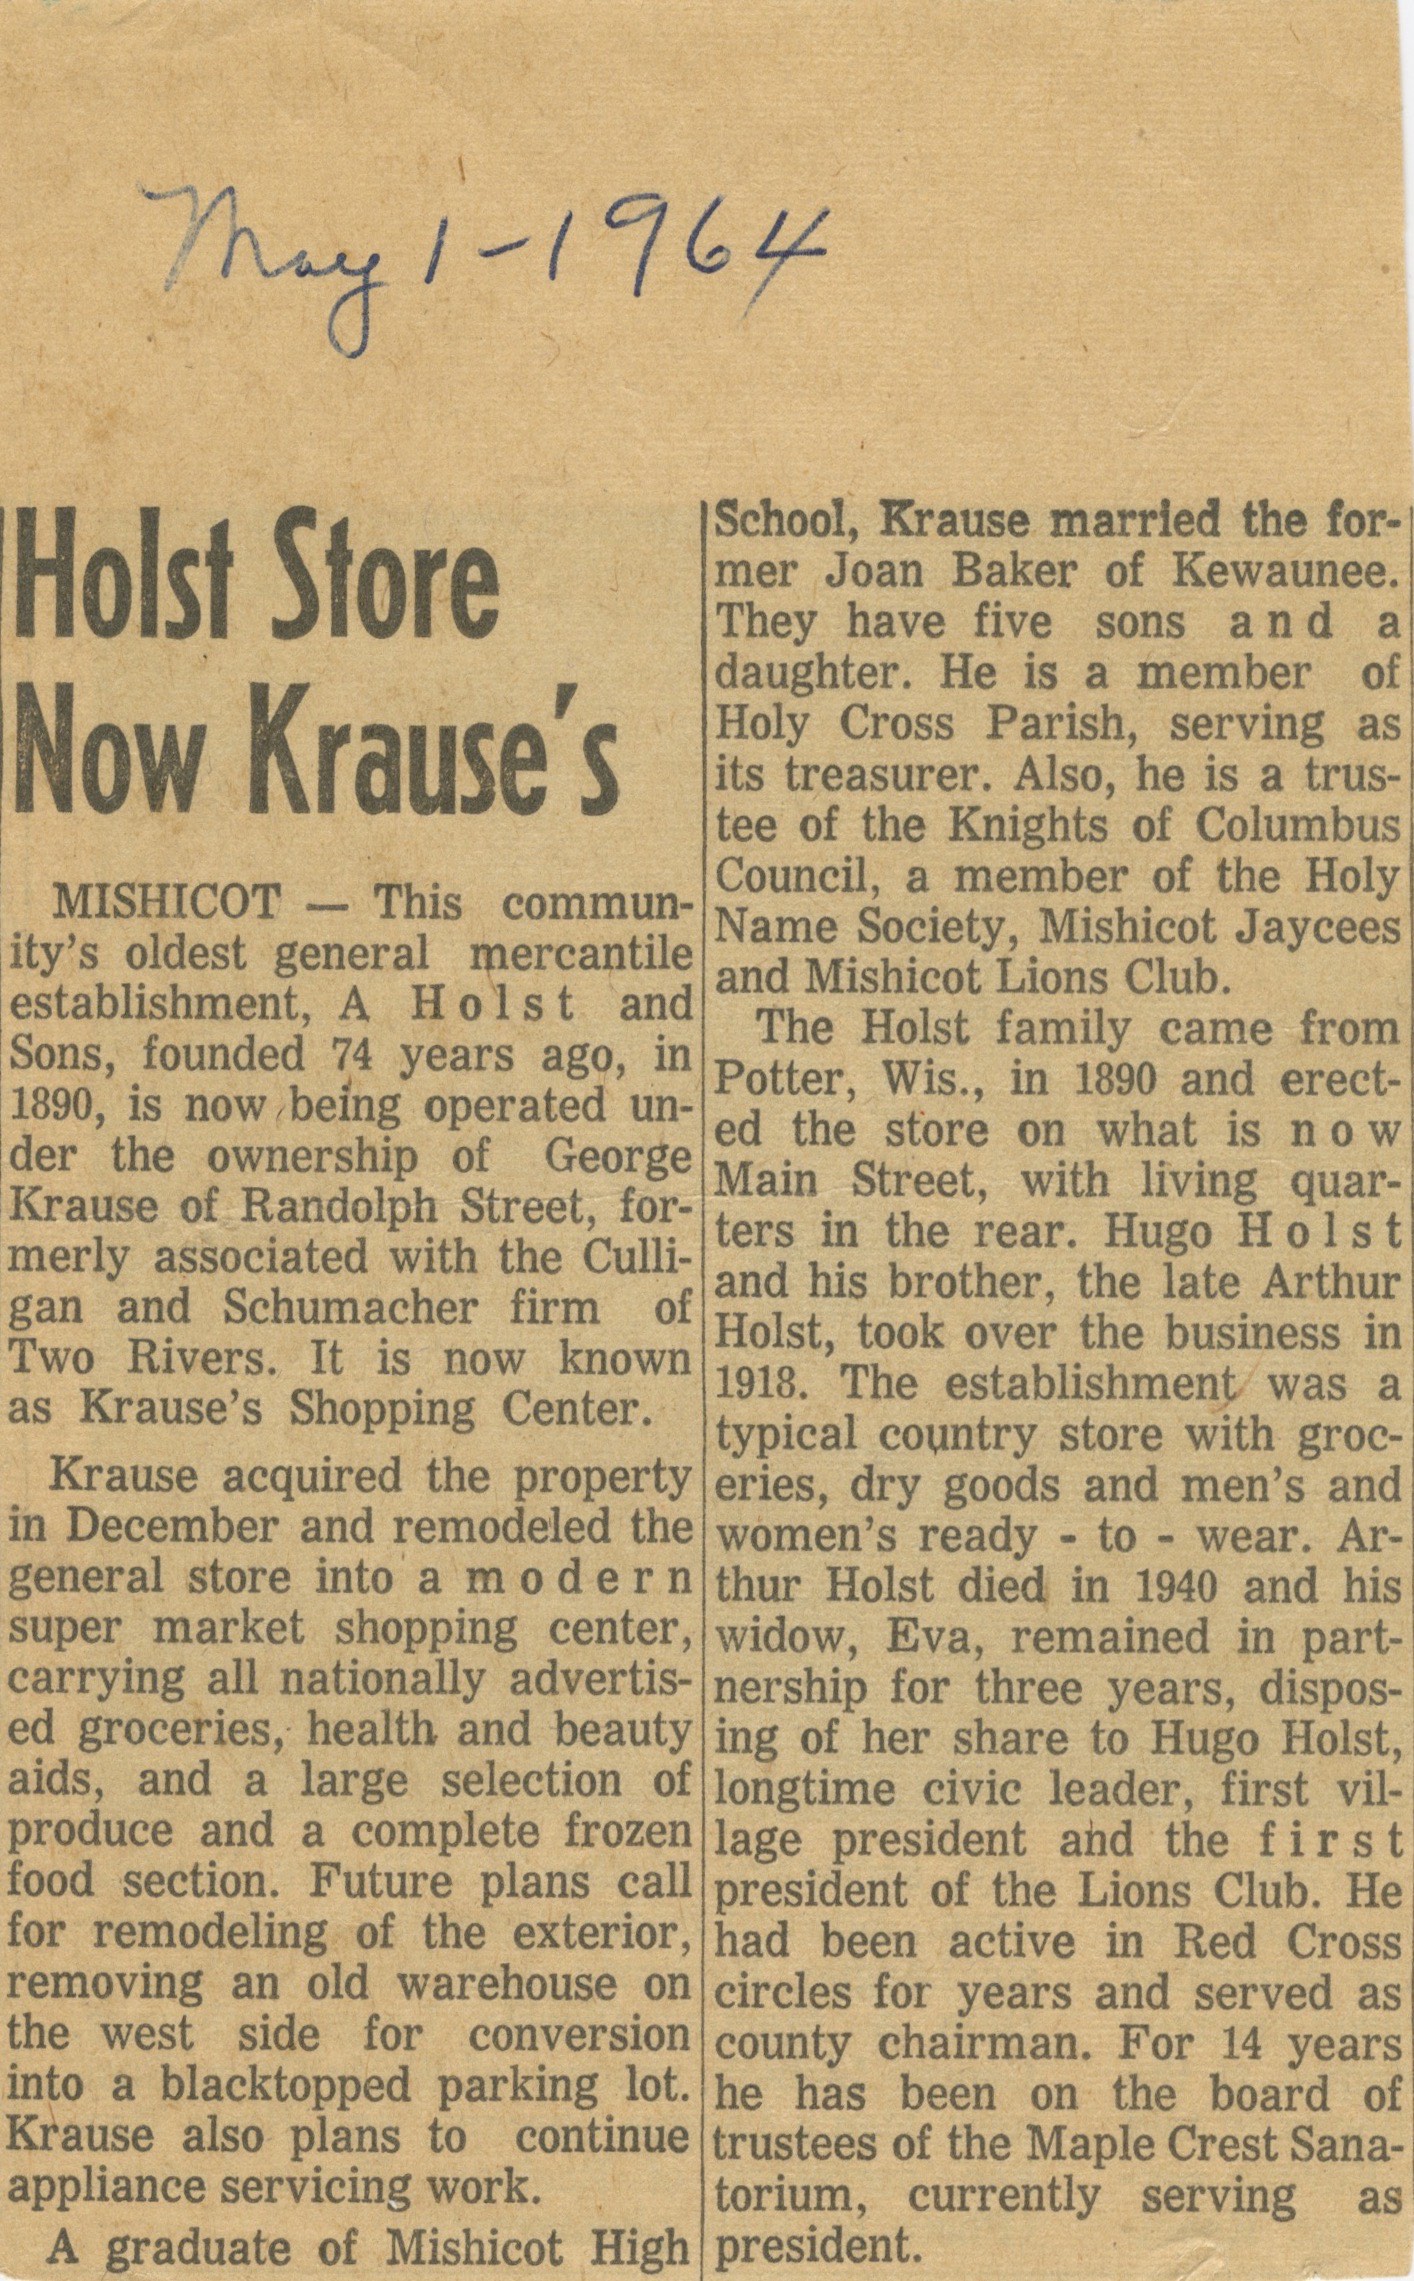 May 1-1964
Holst Store
Now Krause's
MISHICOT — This commun-
ity's oldest general mercantile
establishment, A Holst and
Sons, founded 74 years ago, in
1890, is now being operated un-
der the ownership of George
Krause of Randolph Street, for-
merly associated with the Culli-
gan and Schumacher firm of
Two Rivers. It is now known
as Krause's Shopping Center.
Krause acquired the property
in December and remodeled the
general store into a modern
super market shopping center,
carrying all nationally advertis-
ed groceries, health and beauty
aids, and a large selection of
produce and a complete frozen
food section. Future plans call
for remodeling of the exterior,
removing an old warehouse on
the west side for conversion
into a blacktopped parking lot.
Krause also plans to continue
appliance servicing work.
A graduate of Mishicot High
School, Krause married the for-
mer Joan Baker of Kewaunee.
They have five sons and a
daughter. He is a member of
Holy Cross Parish, serving as
its treasurer. Also, he is a trus-
tee of the Knights of Columbus
Council, a member of the Holy
Name Society, Mishicot Jaycees
and Mishicot Lions Club.
The Holst family came from
Potter, Wis., in 1890 and erect-
ed the store on what is now
Main Street, with living quar-
ters in the rear. Hugo Holst
and his brother, the late Arthur
Holst, took over the business in
1918. The establishment was a
typical country store with groc-
eries, dry goods and men's and
women's ready - to - wear. Ar-
thur Holst died in 1940 and his
widow, Eva, remained in part-
nership for three years, dispos-
ing of her share to Hugo Holst,
longtime civic leader, first vil-
lage president and the first
president of the Lions Club. He
had been active in Red Cross
circles for years and served as
county chairman. For 14 years
he has been on the board of
trustees of the Maple Crest Sana-
torium, currently serving as
president.